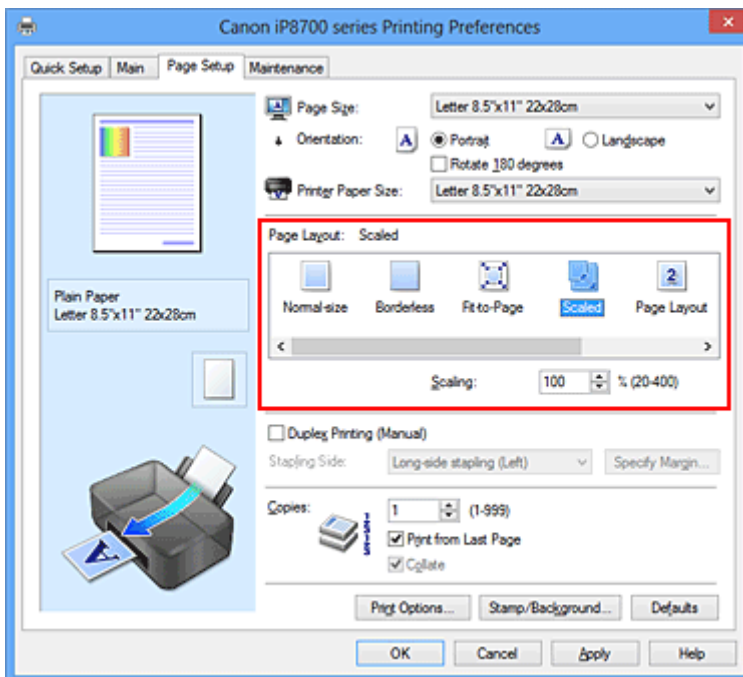 Canon iP8700 series Printing Preferences
Quick Setup Main Page Setup Maintenance
Page Size: Letter 8.5"x11" 22x28cm
Orientation: A Portrait A Landscape
Rotate 180 degrees
Printer Paper Size: Letter 8.5"x11" 22x28cm
Page Layout: Scaled
Normal-size Borderless Fit-to-Page Scaled 2 Page Layout
Scaling: 100 % (20-400)
Plain Paper
Letter 8.5"x11" 22x28cm
Duplex Printing (Manual)
Stapling Side: Long-side stapling (Left) Specify Margin...
Copies: 1 (1-999)
Print from Last Page
Collate
A
Print Options... Stamp/Background... Defaults
OK Cancel Apply Help